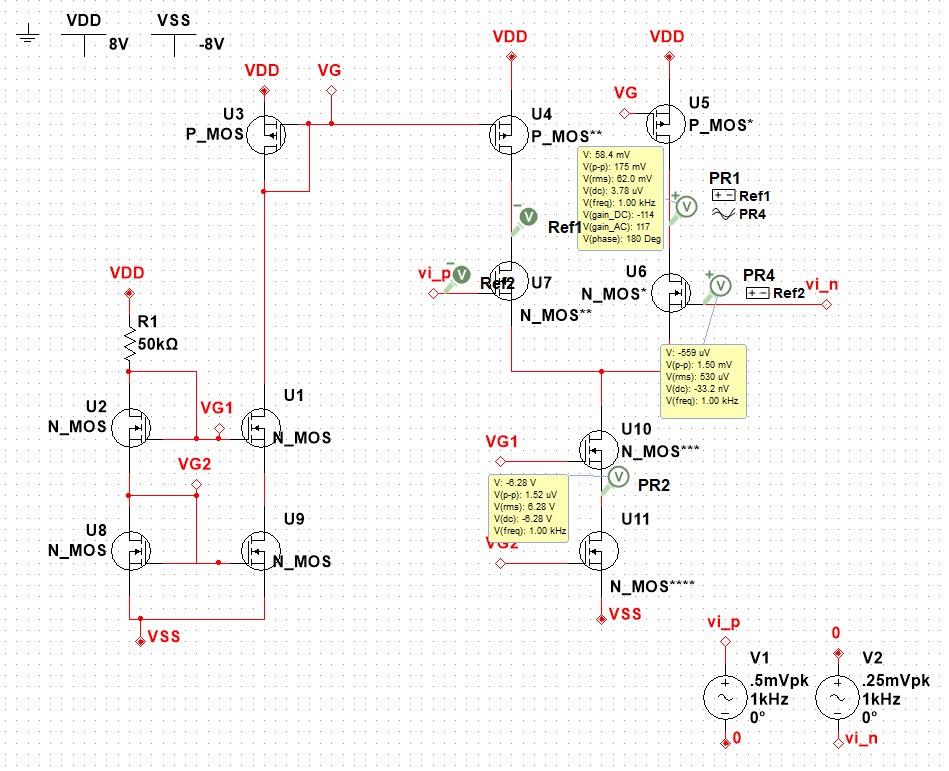 VDD
8V
VSS
-8V
VDD
VG
U3
P_MOS
VDD
U4
P_MOS**
VDD
VG
U5
P_MOS*
V: 58.4 mV
V(p-p): 175 mV
V(rms): 62.0 mV
V(dc): 3.78 uV
V(freq): 1.00 kHz
V(gain_DC): -114
V(gain_AC): 117
V(phase): 180 Deg
PR1
+ -
Ref1
PR4
V
V
Ref1
VDD
vi_p
V
Ref2
U7
N_MOS**
U6
N_MOS*
V
PR4
+ -
Ref2
vi_n
R1
50kΩ
V: -559 uV
V(p-p): 1.50 mV
V(rms): 530 uV
V(dc): -33.2 nV
V(freq): 1.00 kHz
U2
N_MOS
VG1
U1
N_MOS
VG2
VG1
U10
N_MOS***
V: -6.28 V
V(p-p): 1.52 uV
V(rms): 6.28 V
V(dc): -6.28 V
V(freq): 1.00 kHz
V
PR2
U8
N_MOS
U9
N_MOS
VG2
U11
N_MOS****
VSS
VSS
vi_p
V1
.5mVpk
1kHz
0°
0
0
V2
.25mVpk
1kHz
0°
vi_n